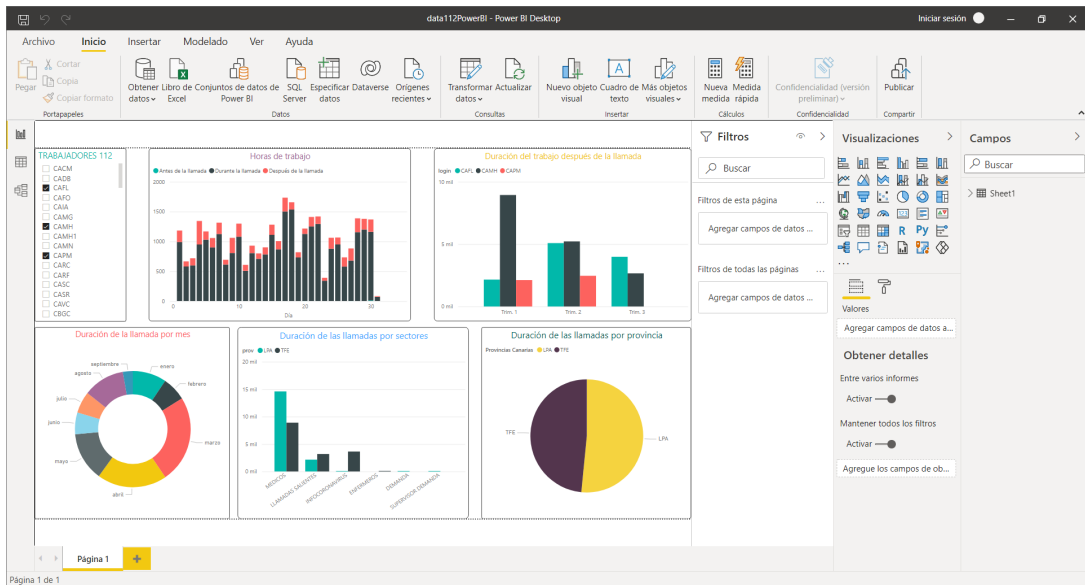 data112PowerBI - Power BI Desktop
Iniciar sesión
Archivo Inicio Insertar Modelado Ver Ayuda
Pegar
Cortar
Copia
Copiar formato
Portapapeles
Obtener datos
Libro de Excel
Conjuntos de datos de Power BI
SQL Server
Especificar datos
Dataverse
Orígenes recientes
Datos
Transformar datos
Actualizar
Consultas
Nuevo objeto visual
Cuadro de texto
Más objetos visuales
Insertar
Nueva medida
Medida rápida
Cálculos
Confidencialidad (versión preliminar)
Confidencialidad
Publicar
Compartir
TRABAJADORES 112
CACM
CADB
CAFL
CAFO
CAIA
CAMG
CAMH
CAMH1
CAMN
CAPM
CARC
CARF
CASC
CASR
CAVC
CBGC
Horas de trabajo
Antes de la llamada Durante la llamada Después de la llamada
2000
1500
1000
500
0
0 10 20 30
Día
Duración del trabajo después de la llamada
login CAFL CAMH CAPM
10 mil
5 mil
0 mil
Trim. 1 Trim. 2 Trim. 3
Duración de la llamada por mes
septiembre
enero
agosto
febrero
julio
junio
marzo
mayo
abril
Duración de las llamadas por sectores
prov LPA TFE
20 mil
15 mil
10 mil
5 mil
0 mil
MEDICOS
LLAMADAS SALIENTES
INFOCORONAVIRUS
ENFERMEROS
DEMANDA
SUPERVISOR DEMANDA
Duración de las llamadas por provincia
Provincias Canarias LPA TFE
TFE
LPA
Filtros
Buscar
Filtros de esta página ...
Agregar campos de datos ...
Filtros de todas las páginas ...
Agregar campos de datos ...
Visualizaciones
R Py
...
Valores
Agregar campos de datos a...
Obtener detalles
Entre varios informes
Activar
Mantener todos los filtros
Activar
Agregue los campos de ob...
Campos
Buscar
Sheet1
Página 1
Página 1 de 1